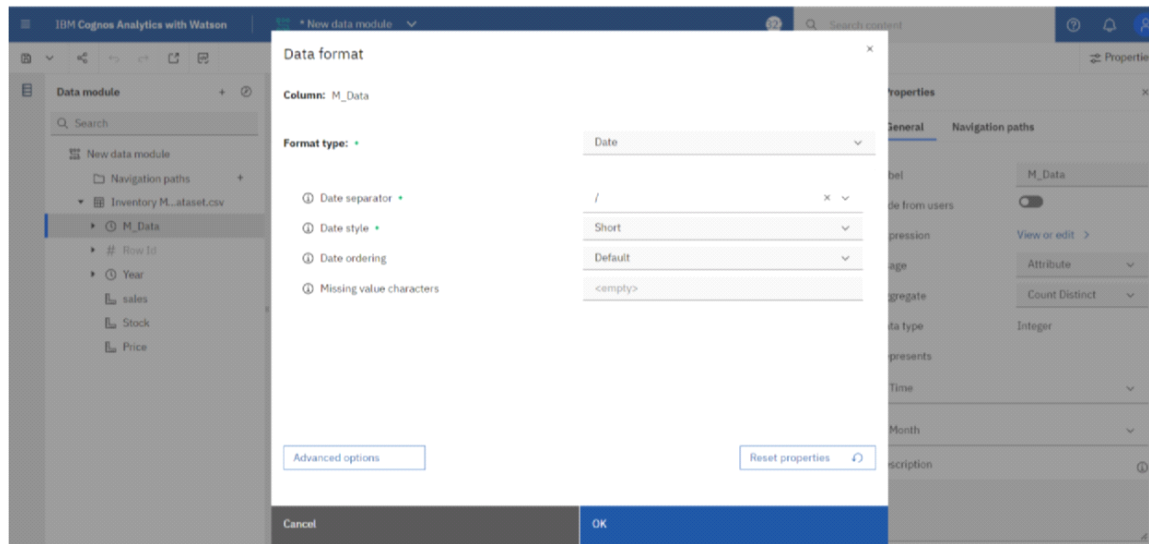 IBM Cognos Analytics with Watson
* New data module
Search content
Data format
Column: M_Data
Format type:
Date
Date separator
/
Date style
Short
Date ordering
Default
Missing value characters
<empty>
Advanced options
Reset properties
Cancel
OK
Data module
Search
New data module
Navigation paths
Inventory M...ataset.csv
M_Data
# Row Id
Year
sales
Stock
Price
Propertie
roperties
General
Navigation paths
bel
M_Data
de from users
pression
View or edit
age
Attribute
gregate
Count Distinct
ta type
Integer
presents
Time
Month
scription